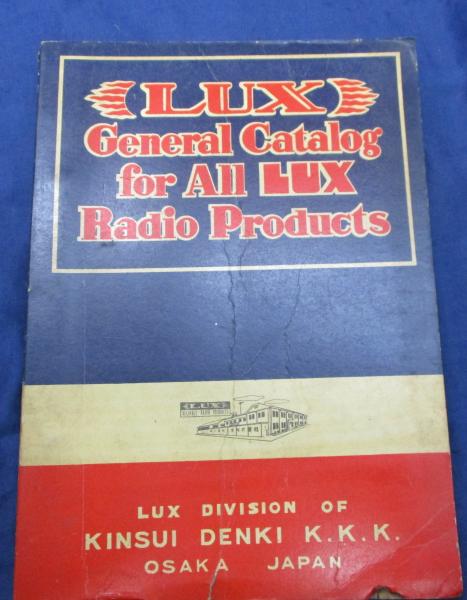 LUX
General Catalog
for All LUX
Radio Products
LUX
LUX DIVISION OF
KINSUI DENKI K.K.K.
OSAKA JAPAN